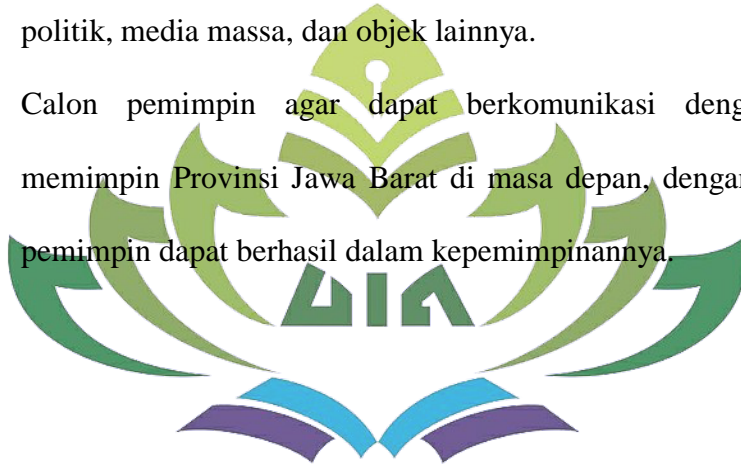 politik, media massa, dan objek lainnya.
Calon pemimpin agar dapat berkomunikasi deng
memimpin Provinsi Jawa Barat di masa depan, dengan
pemimpin dapat berhasil dalam kepemimpinannya.
UIA